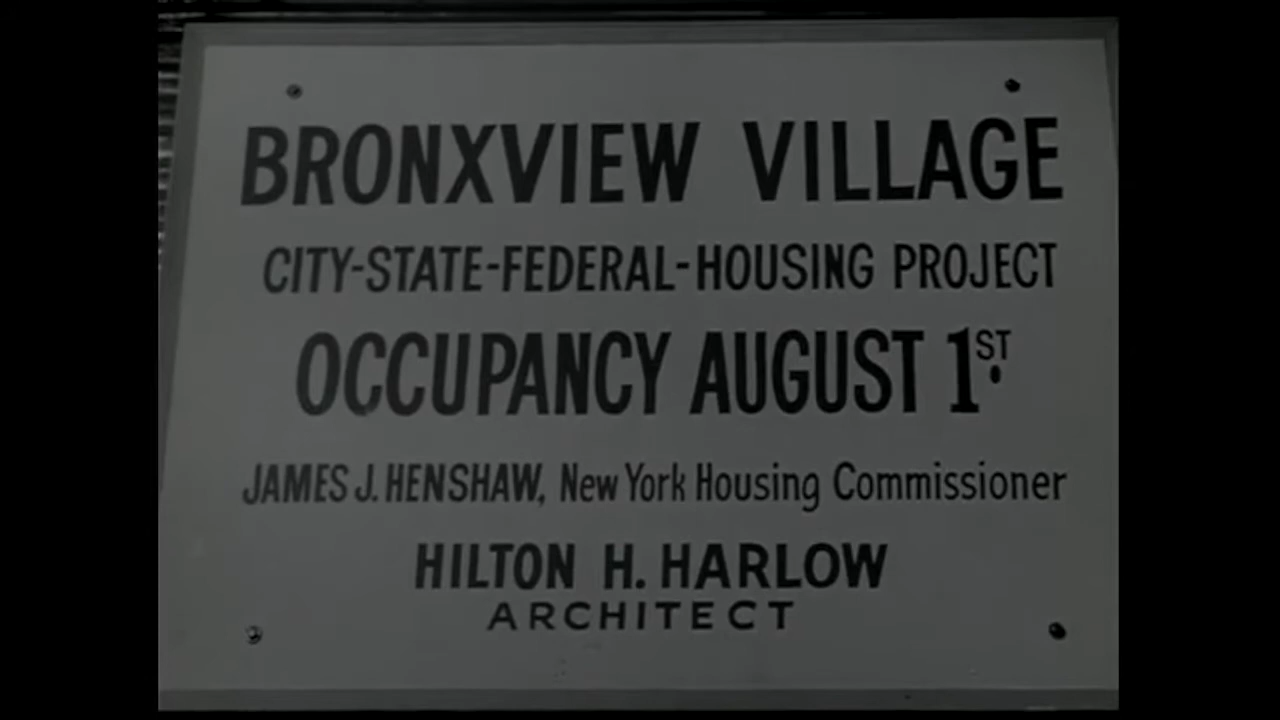 BRONXVIEW VILLAGE
CITY-STATE-FEDERAL-HOUSING PROJECT
OCCUPANCY AUGUST 1ST.
JAMES J. HENSHAW, New York Housing Commissioner
HILTON H. HARLOW
ARCHITECT